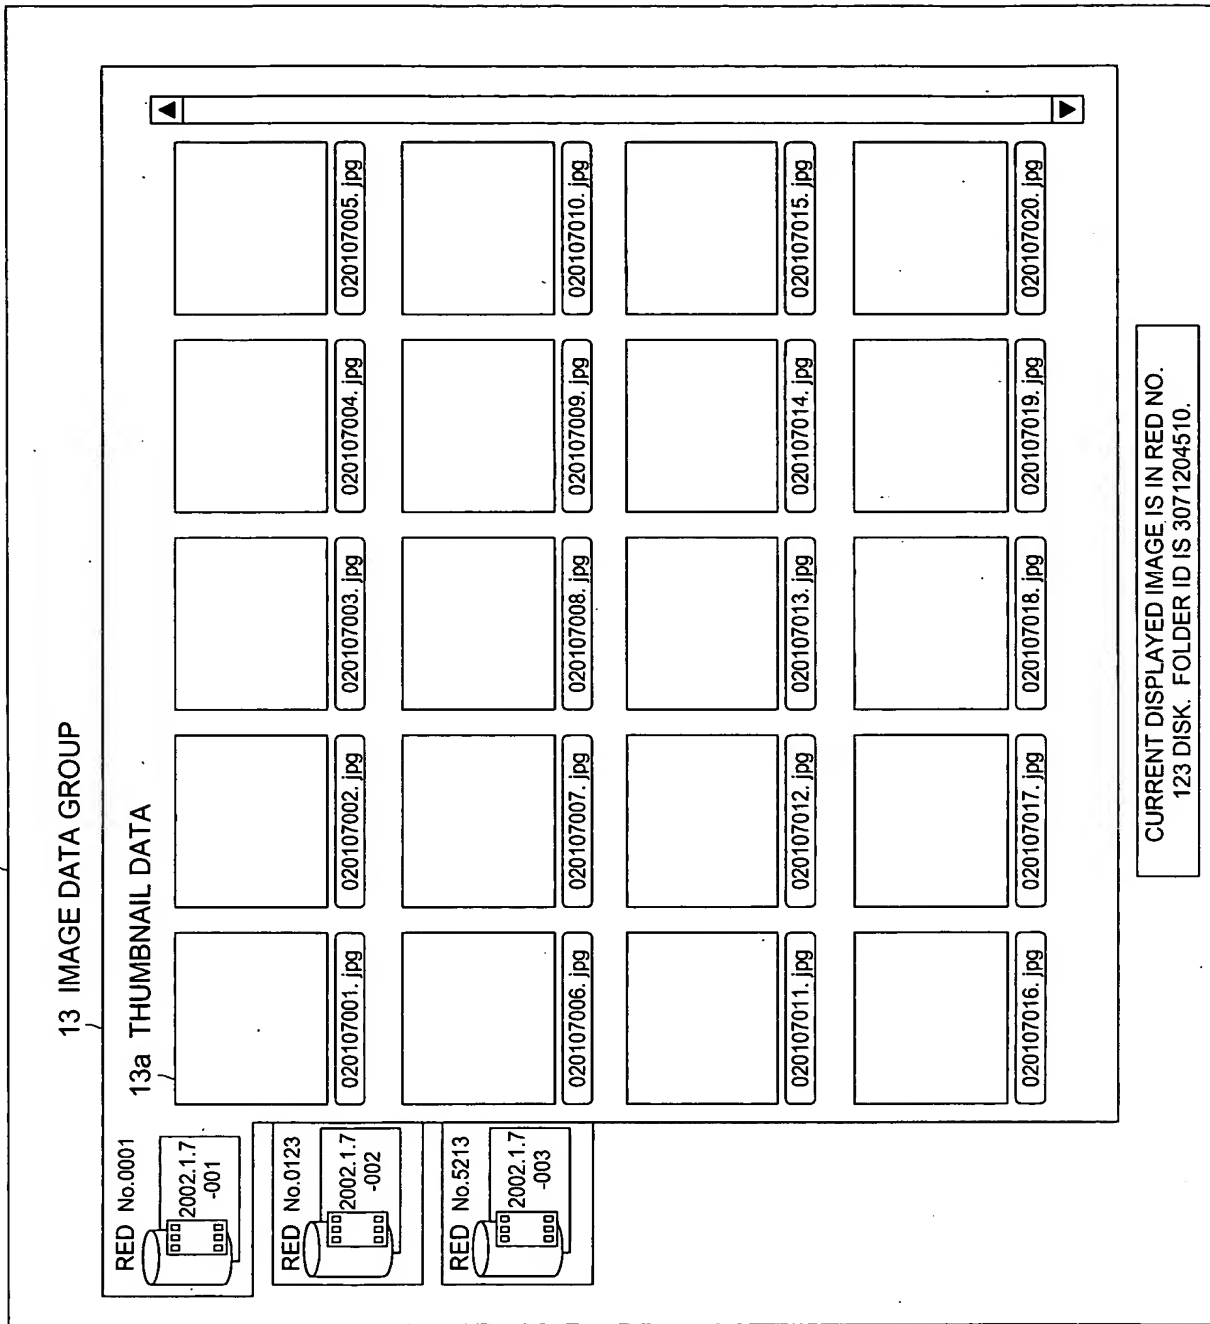 13 IMAGE DATA GROUP
13a THUMBNAIL DATA
RED No.0001
2002.1.7
-001
RED No.0123
2002.1.7
-002
RED No.5213
2002.1.7
-003
020107001. jpg
020107002. jpg
020107003. jpg
020107004. jpg
020107005. jpg
020107006. jpg
020107007. jpg
020107008. jpg
020107009. jpg
020107010. jpg
020107011. jpg
020107012. jpg
020107013. jpg
020107014. jpg
020107015. jpg
020107016. jpg
020107017. jpg
020107018. jpg
020107019. jpg
020107020. jpg
CURRENT DISPLAYED IMAGE IS IN RED NO.
123 DISK. FOLDER ID IS 3071204510.